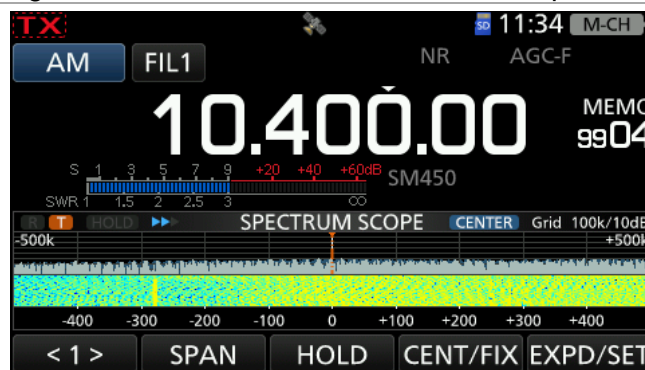 TX SD 11:34 M-CH
AM FIL1 NR AGC-F
10.400.00 MEMO
9904
S 1 3 5 7 9 +20 +40 +60dB SM450
SWR 1 1.5 2 2.5 3 ∞
R T HOLD SPECTRUM SCOPE CENTER Grid 100k/10dB
-500k +500k
-400 -300 -200 -100 0 +100 +200 +300 +400
< 1 > SPAN HOLD CENT/FIX EXPD/SET